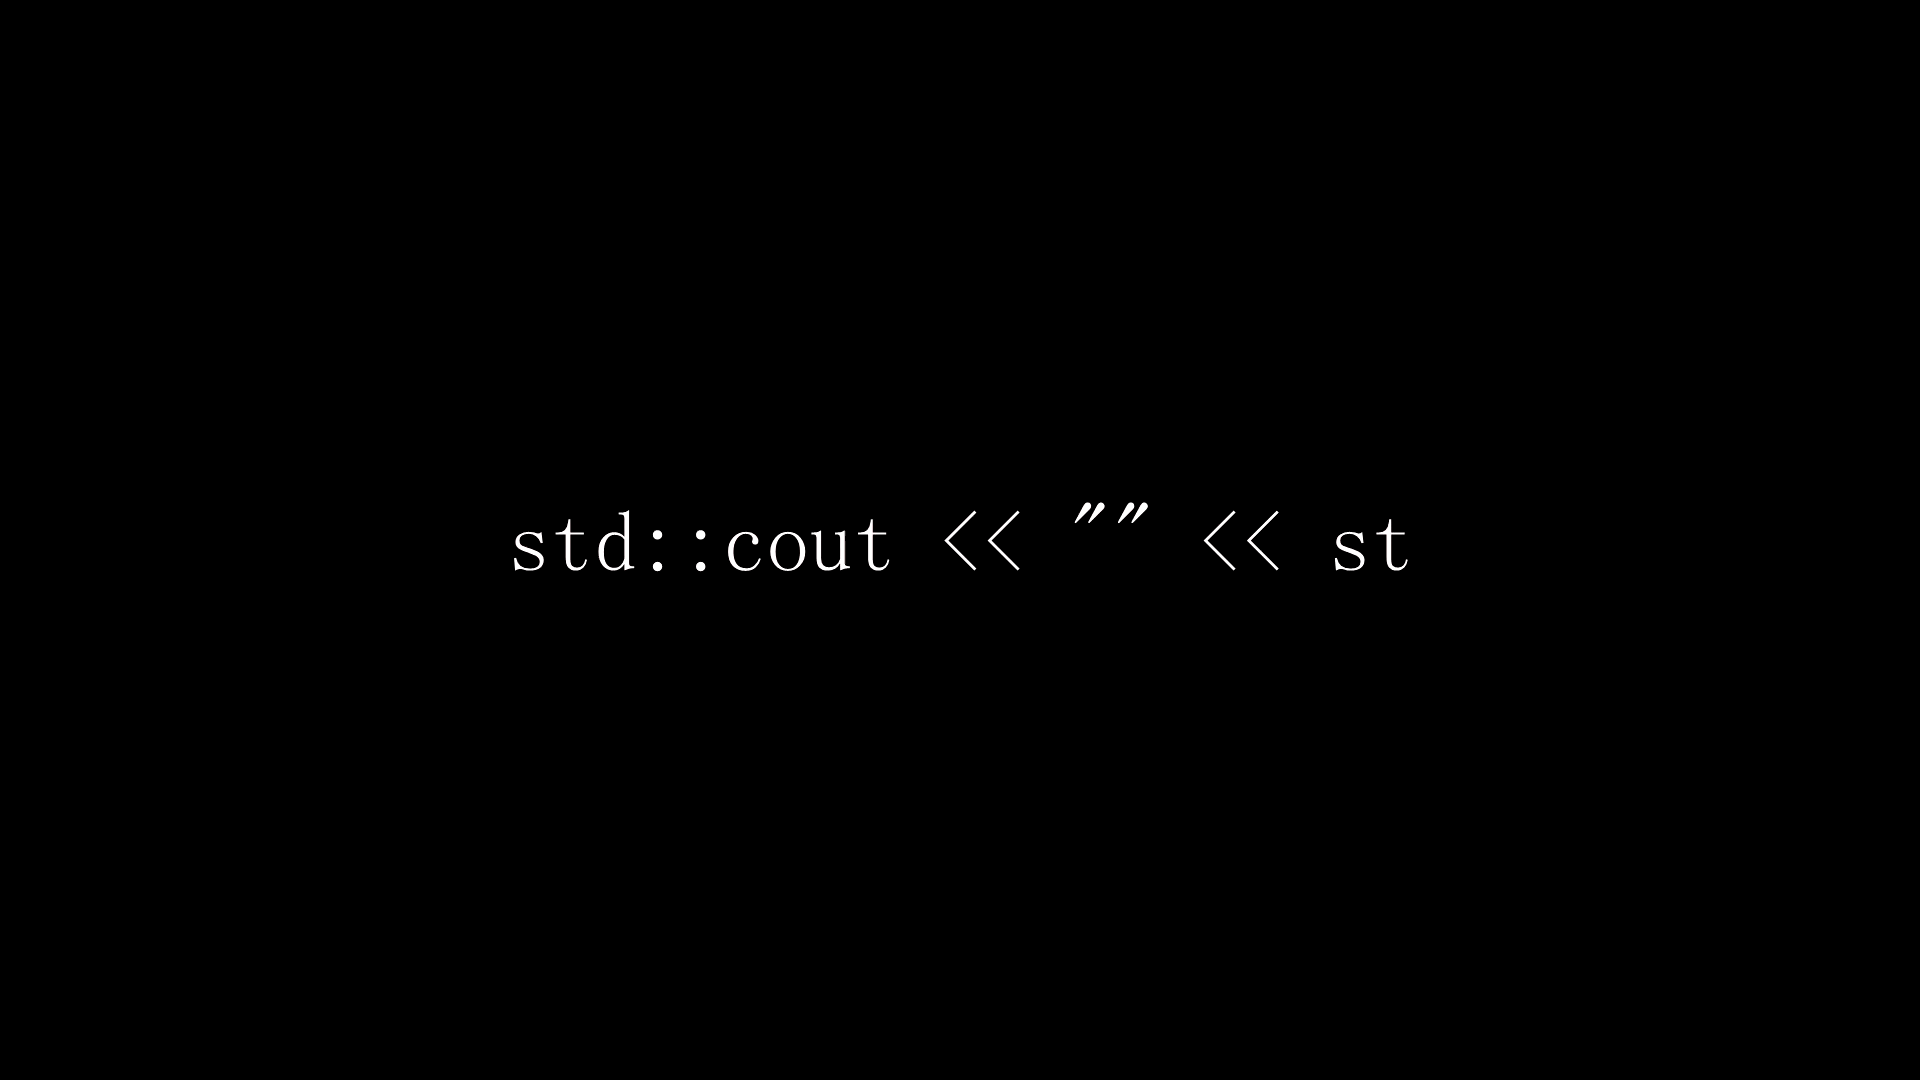 std::cout << "" << st